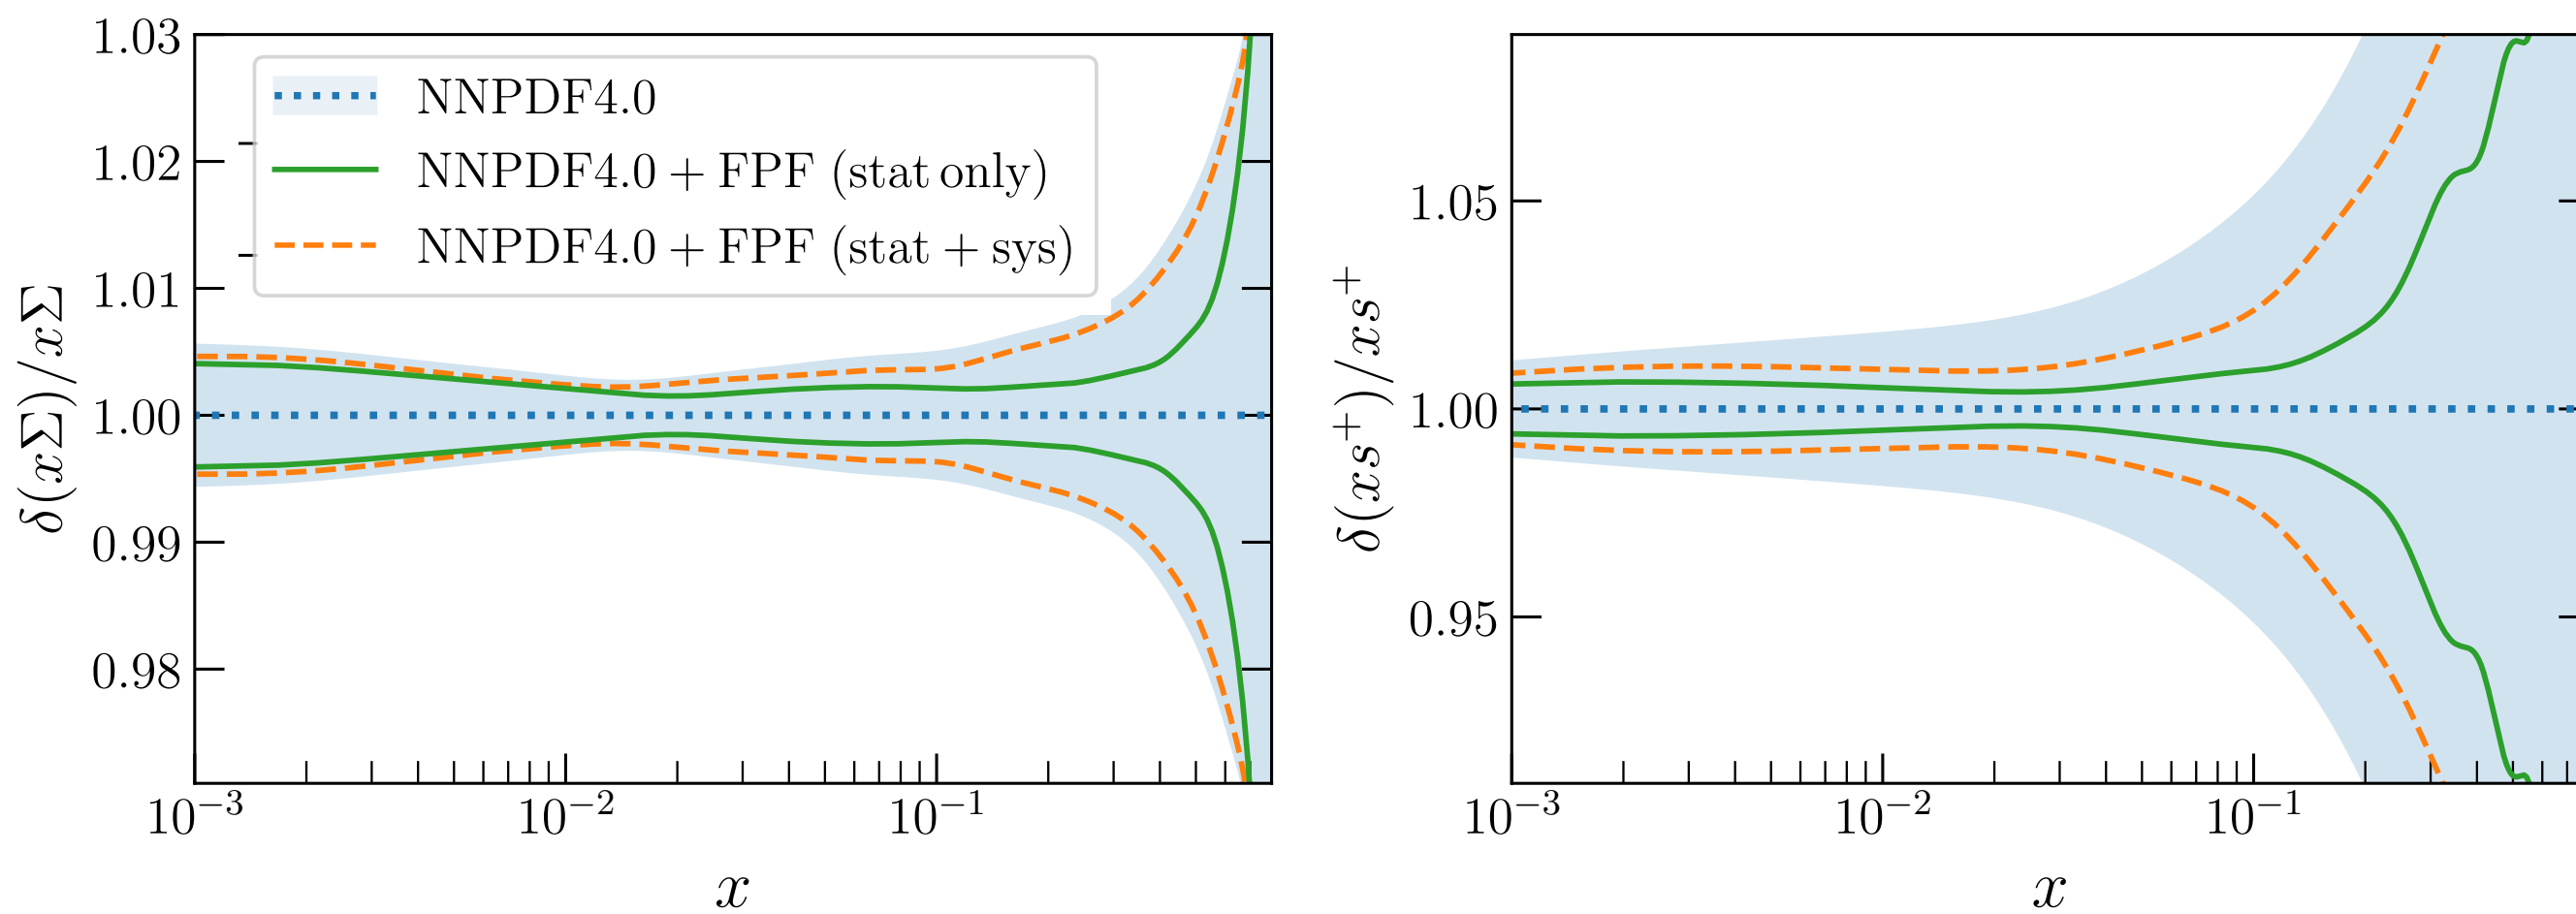 1.03
1.02
1.01
1.00
0.99
0.98
δ(xΣ)/xΣ
NNPDF4.0
NNPDF4.0 + FPF (stat only)
NNPDF4.0 + FPF (stat + sys)
10⁻³ 10⁻² 10⁻¹
x
1.05
1.00
0.95
δ(xs⁺)/xs⁺
10⁻³ 10⁻² 10⁻¹
x